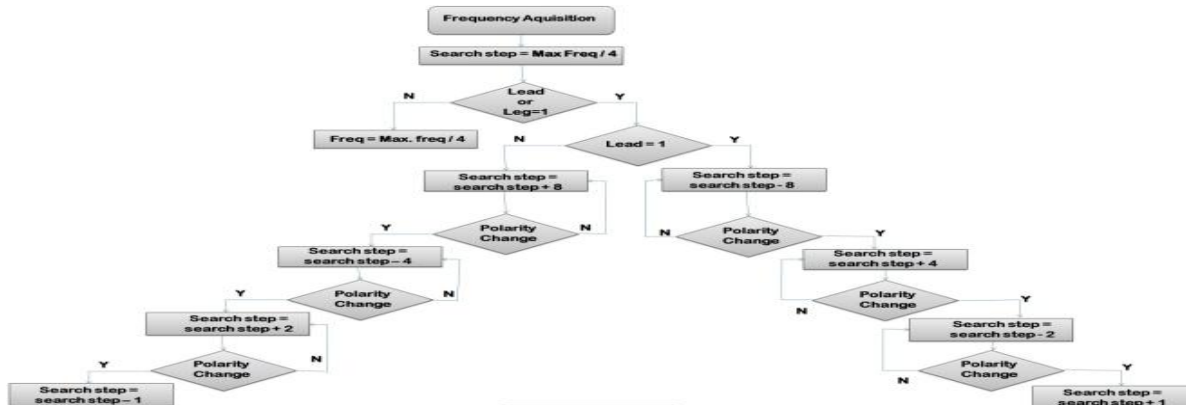 Frequency Aquisition
Search step = Max Freq / 4
N
Lead
or
Leg=1
Y
Freq = Max. freq / 4
N
Lead = 1
Y
Search step =
search step + 8
Search step =
search step - 8
Y
Polarity
Change
N
N
Polarity
Change
Y
Search step =
search step – 4
Search step =
search step + 4
Y
Polarity
Change
N
N
Polarity
Change
Y
Search step =
search step + 2
Search step =
search step - 2
Y
Polarity
Change
N
N
Polarity
Change
Y
Search step =
search step – 1
Search step =
search step + 1